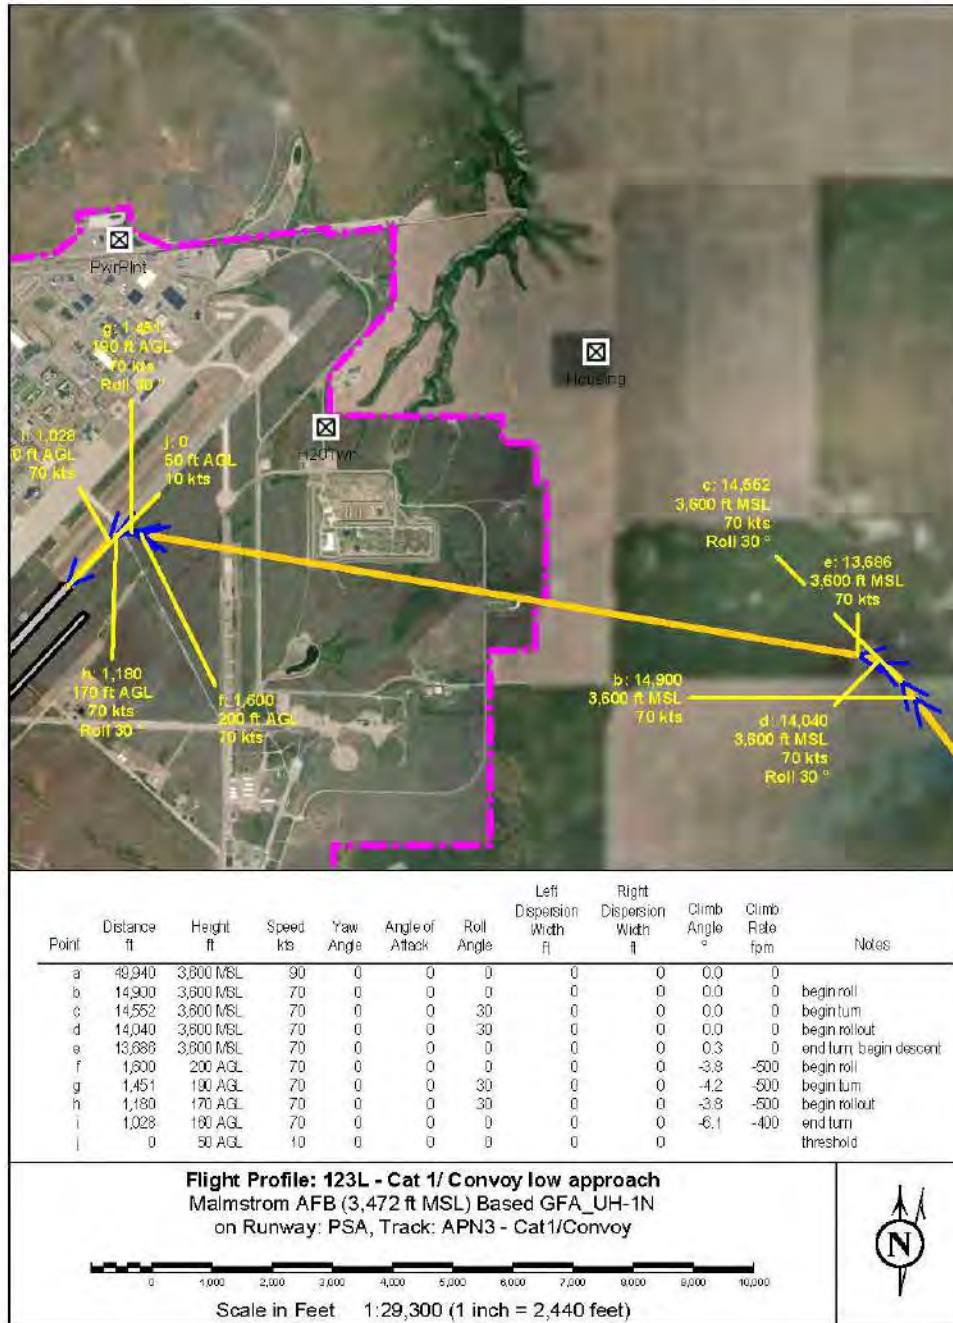 PwrPlnt
g: 1,451
190 ft AGL
70 kts
Roll 30 °
Housing
i: 1,028
0 ft AGL
70 kts
j: 0
50 ft AGL
10 kts
H20Twr
c: 14,552
3,600 ft MSL
70 kts
Roll 30 °
e: 13,686
3,600 ft MSL
70 kts
h: 1,180
170 ft AGL
70 kts
Roll 30 °
f: 1,600
200 ft AGL
70 kts
b: 14,900
3,600 ft MSL
70 kts
d: 14,040
3,600 ft MSL
70 kts
Roll 30 °
Point Distance ft Height ft Speed kts Yaw Angle Angle of Attack Roll Angle Left Dispersion Width ft Right Dispersion Width ft Climb Angle ° Climb Rate fpm Notes
a 49,940 3,600 MSL 90 0 0 0 0 0 0.0 0
b 14,900 3,600 MSL 70 0 0 0 0 0 0.0 0 begin roll
c 14,552 3,600 MSL 70 0 0 30 0 0 0.0 0 begin turn
d 14,040 3,600 MSL 70 0 0 30 0 0 0.0 0 begin rollout
e 13,686 3,600 MSL 70 0 0 0 0 0 0.3 0 end turn, begin descent
f 1,600 200 AGL 70 0 0 0 0 0 -3.8 -500 begin roll
g 1,451 190 AGL 70 0 0 30 0 0 -4.2 -500 begin turn
h 1,180 170 AGL 70 0 0 30 0 0 -3.8 -500 begin rollout
i 1,028 160 AGL 70 0 0 0 0 0 -6.1 -400 end turn
j 0 50 AGL 10 0 0 0 0 0 threshold
Flight Profile: 123L - Cat 1/ Convoy low approach
Malmstrom AFB (3,472 ft MSL) Based GFA_UH-1N
on Runway: PSA, Track: APN3 - Cat1/Convoy
N
0 1,000 2,000 3,000 4,000 5,000 6,000 7,000 8,000 9,000 10,000
Scale in Feet 1:29,300 (1 inch = 2,440 feet)